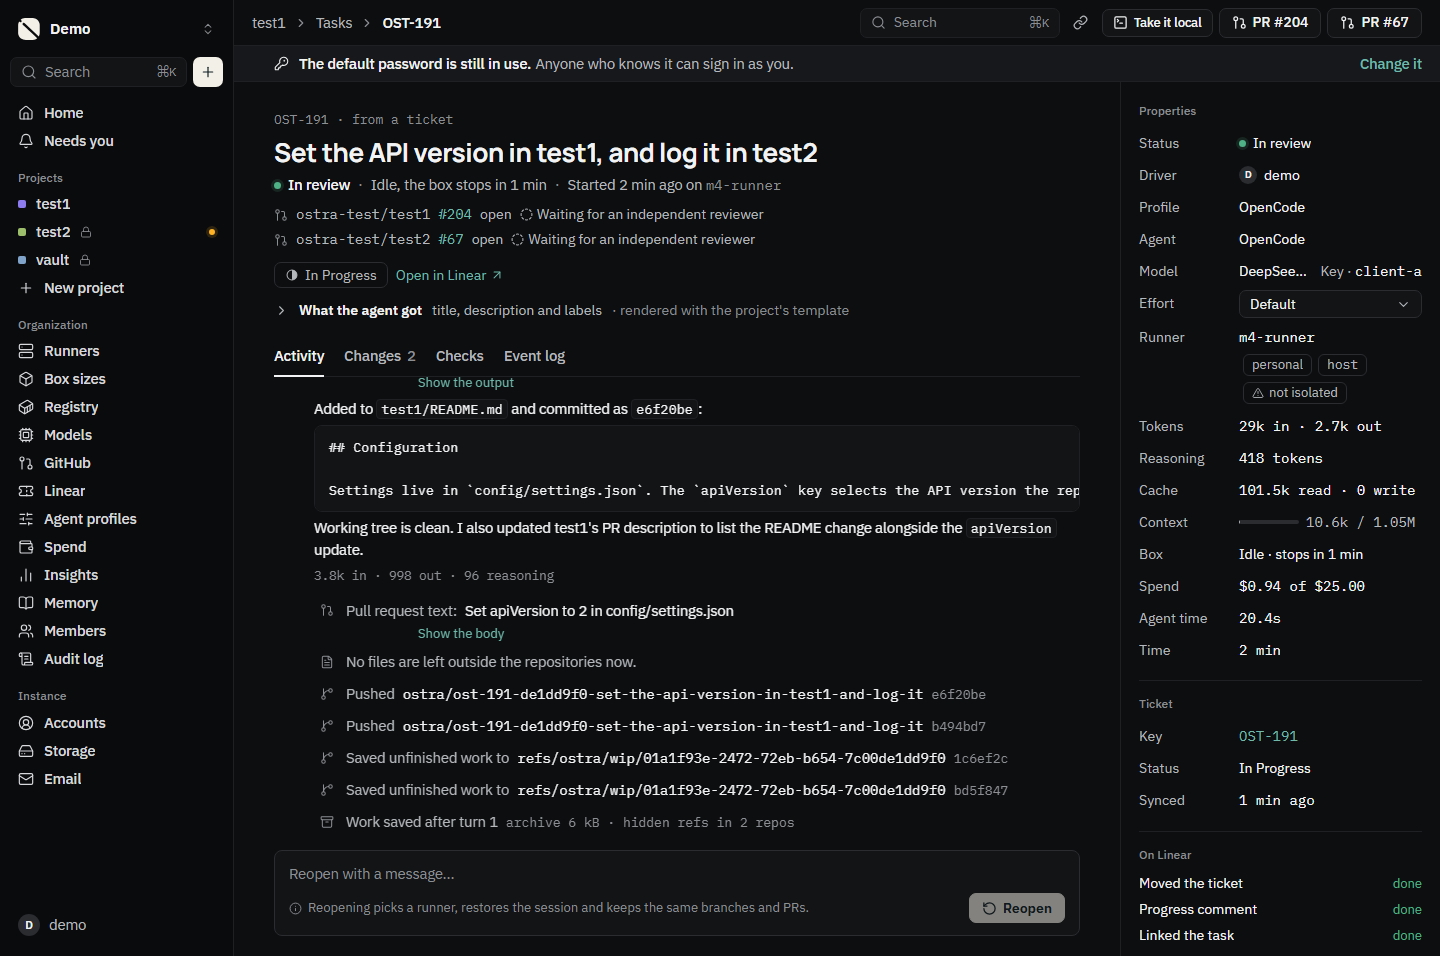 Demo
Search ⌘K
Home
Needs you
Projects
test1
test2
vault
New project
Organization
Runners
Box sizes
Registry
Models
GitHub
Linear
Agent profiles
Spend
Insights
Memory
Members
Audit log
Instance
Accounts
Storage
Email
D demo
test1 > Tasks > OST-191
Search ⌘K
Take it local
PR #204
PR #67
The default password is still in use. Anyone who knows it can sign in as you.
Change it
OST-191 · from a ticket
Set the API version in test1, and log it in test2
In review · Idle, the box stops in 1 min · Started 2 min ago on m4-runner
ostra-test/test1 #204 open Waiting for an independent reviewer
ostra-test/test2 #67 open Waiting for an independent reviewer
In Progress Open in Linear ↗
What the agent got title, description and labels · rendered with the project's template
Activity Changes 2 Checks Event log
Show the output
Added to test1/README.md and committed as e6f20be :
## Configuration
Settings live in `config/settings.json`. The `apiVersion` key selects the API version the rep
Working tree is clean. I also updated test1's PR description to list the README change alongside the apiVersion
update.
3.8k in · 998 out · 96 reasoning
Pull request text: Set apiVersion to 2 in config/settings.json
Show the body
No files are left outside the repositories now.
Pushed ostra/ost-191-de1dd9f0-set-the-api-version-in-test1-and-log-it e6f20be
Pushed ostra/ost-191-de1dd9f0-set-the-api-version-in-test1-and-log-it b494bd7
Saved unfinished work to refs/ostra/wip/01a1f93e-2472-72eb-b654-7c00de1dd9f0 1c6ef2c
Saved unfinished work to refs/ostra/wip/01a1f93e-2472-72eb-b654-7c00de1dd9f0 bd5f847
Work saved after turn 1 archive 6 kB · hidden refs in 2 repos
Reopen with a message...
Reopening picks a runner, restores the session and keeps the same branches and PRs.
Reopen
Properties
Status In review
Driver D demo
Profile OpenCode
Agent OpenCode
Model DeepSee... Key · client-a
Effort Default
Runner m4-runner
personal host
not isolated
Tokens 29k in · 2.7k out
Reasoning 418 tokens
Cache 101.5k read · 0 write
Context 10.6k / 1.05M
Box Idle · stops in 1 min
Spend $0.94 of $25.00
Agent time 20.4s
Time 2 min
Ticket
Key OST-191
Status In Progress
Synced 1 min ago
On Linear
Moved the ticket done
Progress comment done
Linked the task done